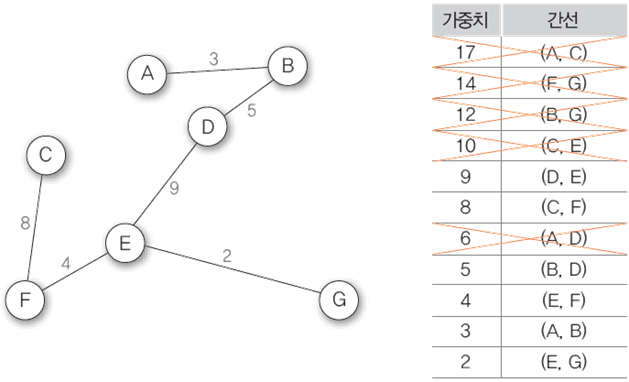 3
A
B
5
D
C
9
8
E
2
4
F
G
가중치 간선
17 (A, C)
14 (F, G)
12 (B, G)
10 (C, E)
9 (D, E)
8 (C, F)
6 (A, D)
5 (B, D)
4 (E, F)
3 (A, B)
2 (E, G)